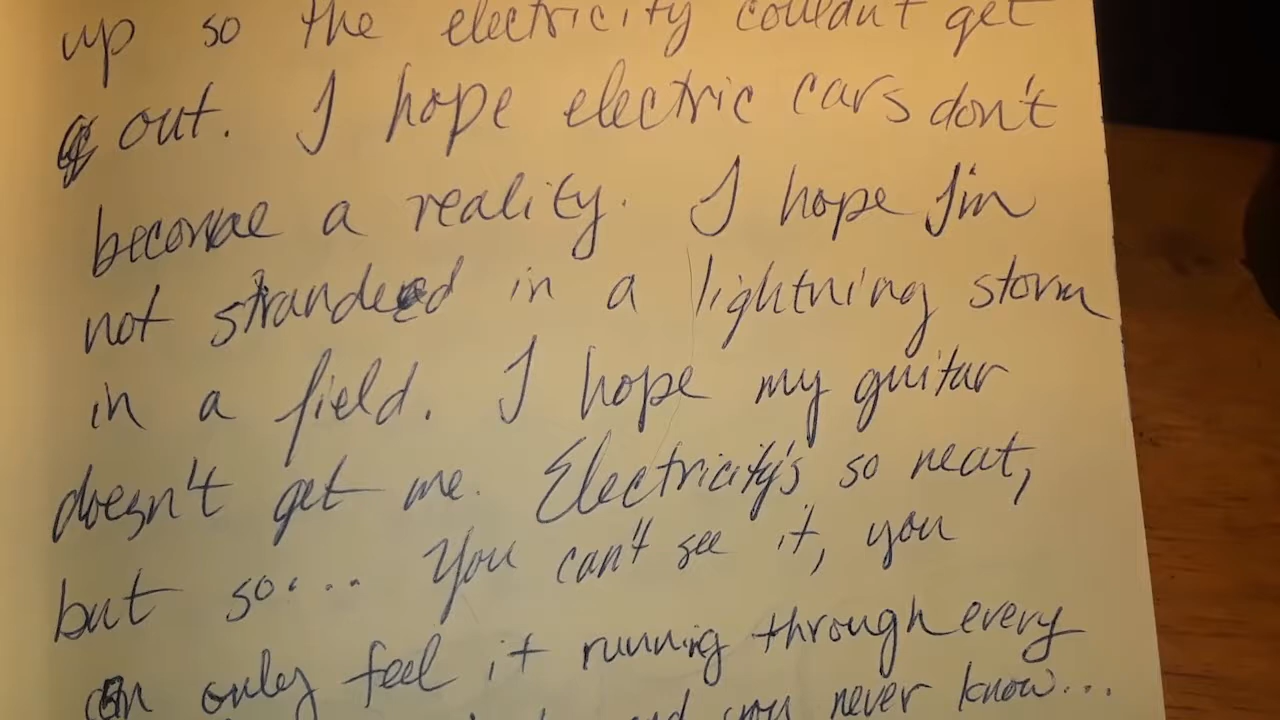 up so the electricity couldn't get
out. I hope electric cars don't
become a reality. I hope I'm
not stranded in a lightning storm
in a field. I hope my guitar
doesn't get me. Electricity's so neat,
but so.... You can't see it, you
can only feel it running through every
and you never know...